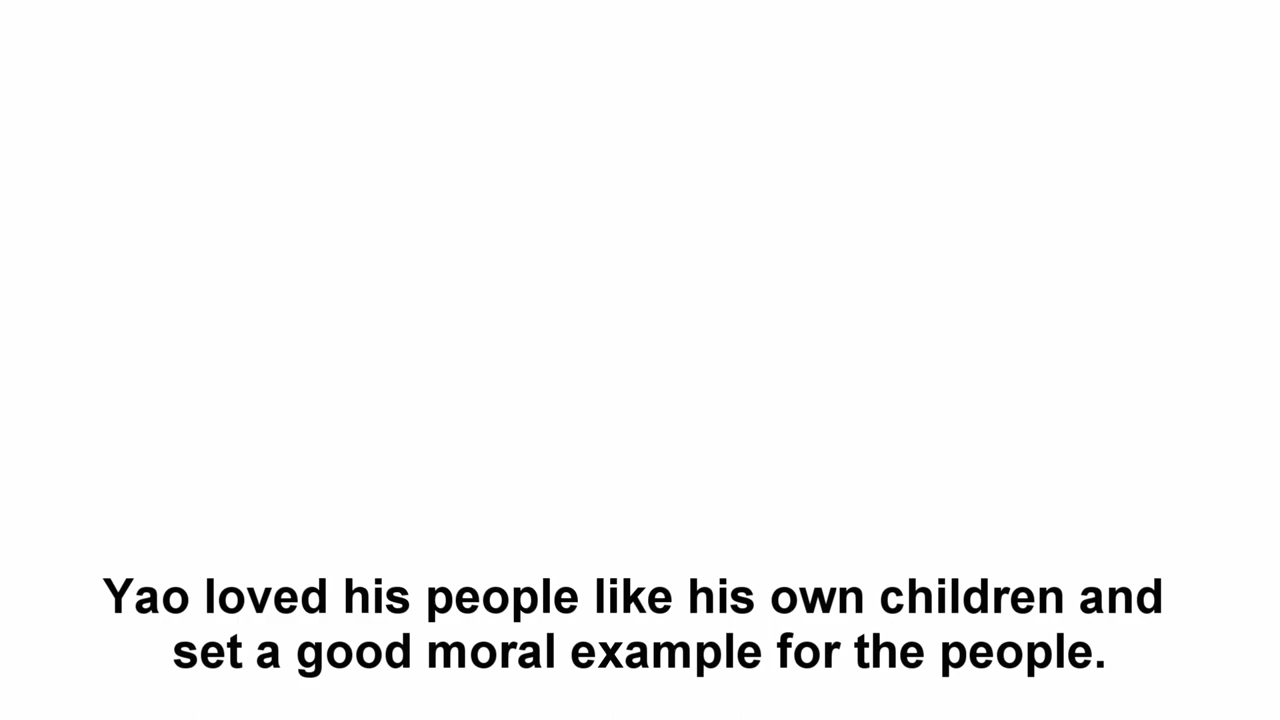 Yao loved his people like his own children and
set a good moral example for the people.